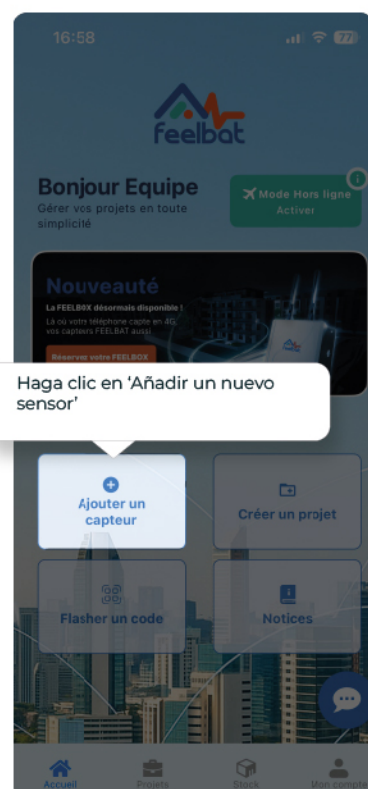 16:58
77
feelbat
Bonjour Equipe
Gérer vos projets en toute
simplicité
Mode Hors ligne
Activer
Nouveauté
La FEELBOX désormais disponible !
Là où votre téléphone capte en 4G,
vos capteurs FEELBAT aussi
Réservez votre FEELBOX
Haga clic en ‘Añadir un nuevo
sensor’
Ajouter un
capteur
Créer un projet
Flasher un code
Notices
Accueil
Projets
Stock
Mon compte